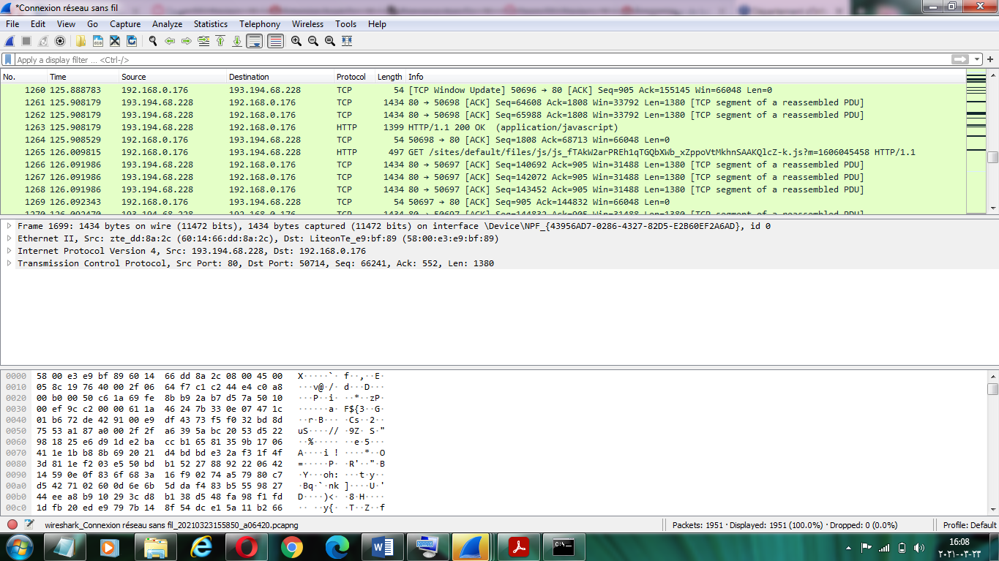 *Connexion réseau sans fil
File Edit View Go Capture Analyze Statistics Telephony Wireless Tools Help
Apply a display filter ... <Ctrl-/>
No. Time Source Destination Protocol Length Info
1260 125.888783 192.168.0.176 193.194.68.228 TCP 54 [TCP Window Update] 50696 → 80 [ACK] Seq=905 Ack=155145 Win=66048 Len=0
1261 125.908179 193.194.68.228 192.168.0.176 TCP 1434 80 → 50698 [ACK] Seq=64608 Ack=1808 Win=33792 Len=1380 [TCP segment of a reassembled PDU]
1262 125.908179 193.194.68.228 192.168.0.176 TCP 1434 80 → 50698 [ACK] Seq=65988 Ack=1808 Win=33792 Len=1380 [TCP segment of a reassembled PDU]
1263 125.908179 193.194.68.228 192.168.0.176 HTTP 1399 HTTP/1.1 200 OK (application/javascript)
1264 125.908529 192.168.0.176 193.194.68.228 TCP 54 50698 → 80 [ACK] Seq=1808 Ack=68713 Win=66048 Len=0
1265 126.009815 192.168.0.176 193.194.68.228 HTTP 497 GET /sites/default/files/js/js_fTAkW2arPREh1qTGQbXWb_xZppoVtMkhnSAAKQlcZ-k.js?m=1606045458 HTTP/1.1
1266 126.091986 193.194.68.228 192.168.0.176 TCP 1434 80 → 50697 [ACK] Seq=140692 Ack=905 Win=31488 Len=1380 [TCP segment of a reassembled PDU]
1267 126.091986 193.194.68.228 192.168.0.176 TCP 1434 80 → 50697 [ACK] Seq=142072 Ack=905 Win=31488 Len=1380 [TCP segment of a reassembled PDU]
1268 126.091986 193.194.68.228 192.168.0.176 TCP 1434 80 → 50697 [ACK] Seq=143452 Ack=905 Win=31488 Len=1380 [TCP segment of a reassembled PDU]
1269 126.092343 192.168.0.176 193.194.68.228 TCP 54 50697 → 80 [ACK] Seq=905 Ack=144832 Win=66048 Len=0
1270 126.092470 193.194.68.228 192.168.0.176 TCP 1434 80 → 50697 [ACK] Seq=144832 Ack=905 Win=31488 Len=1380 [TCP segment of a reassembled PDU]
Frame 1699: 1434 bytes on wire (11472 bits), 1434 bytes captured (11472 bits) on interface \Device\NPF_{43956AD7-0286-4327-82D5-E2B60EF2A6AD}, id 0
Ethernet II, Src: zte_dd:8a:2c (60:14:66:dd:8a:2c), Dst: LiteonTe_e9:bf:89 (58:00:e3:e9:bf:89)
Internet Protocol Version 4, Src: 193.194.68.228, Dst: 192.168.0.176
Transmission Control Protocol, Src Port: 80, Dst Port: 50714, Seq: 66241, Ack: 552, Len: 1380
0000 58 00 e3 e9 bf 89 60 14 66 dd 8a 2c 08 00 45 00 X·····`· f··,··E·
0010 05 8c 19 76 40 00 2f 06 64 f7 c1 c2 44 e4 c0 a8 ···v@·/· d···D···
0020 00 b0 00 50 c6 1a 69 fe 8b b9 2a b7 d5 7a 50 10 ···P··i· ··*··zP·
0030 00 ef 9c c2 00 00 61 1a 46 24 7b 33 0e 07 47 1c ······a· F${3··G·
0040 01 b6 72 de 42 91 00 e9 df 43 73 f5 f0 32 bd 8d ··r·B··· ·Cs··2··
0050 75 53 a1 87 a0 00 2f 2f a6 39 5a bc 20 53 d5 22 uS····// ·9Z· S·"
0060 98 18 25 e6 d9 1d e2 ba cc b1 65 81 35 9b 17 06 ··%····· ··e·5···
0070 41 1e 1b b8 8b 69 20 21 d4 bd bd e3 2a f3 1f 4f A····i ! ····*··O
0080 3d 81 1e f2 03 e5 50 bd b1 52 27 88 92 22 06 42 =·····P· ·R'··"·B
0090 14 59 0e 0f 83 6f 68 3a 16 f9 02 74 a5 79 80 c7 ·Y···oh: ···t·y··
00a0 d5 42 71 02 60 0d 6e 6b 5d da f4 83 b5 55 98 27 ·Bq·`·nk ]····U·'
00b0 44 ee a8 b9 10 29 3c d8 b1 38 d5 48 fa 98 f1 fd D····)<· ·8·H····
00c0 1d fb 20 ed e9 79 7b 14 8f 54 dc e1 5a 11 b2 66 ·· ··y{· ·T··Z··f
wireshark_Connexion réseau sans fil_20210323155850_a06420.pcapng Packets: 1951 · Displayed: 1951 (100.0%) · Dropped: 0 (0.0%) Profile: Default
16:08
٢٠٢١-٠٣-٢٣